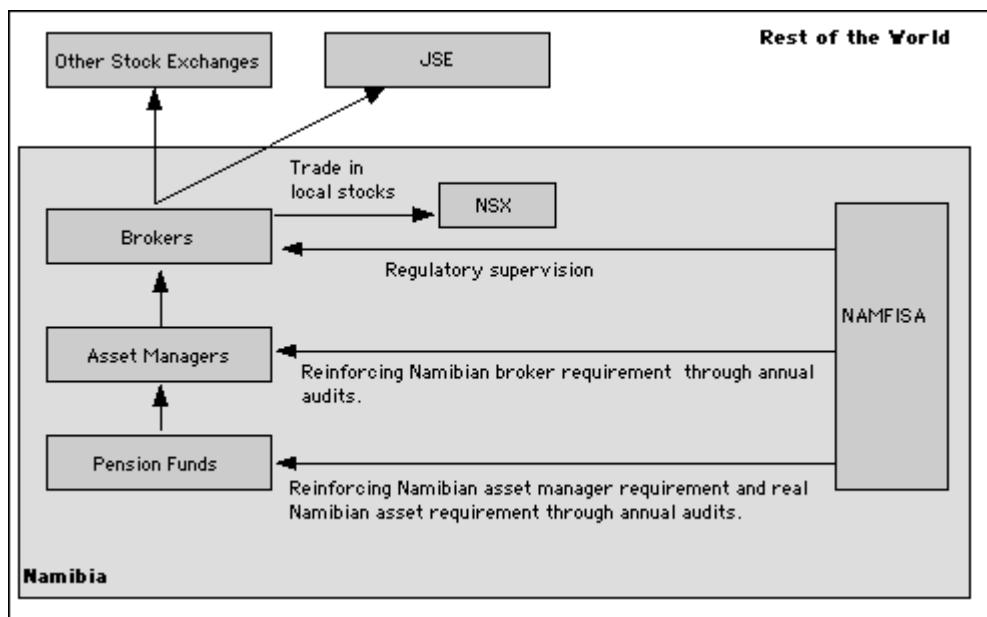 Rest of the World
Other Stock Exchanges
JSE
Trade in
local stocks
NSX
Brokers
Regulatory supervision
NAMFISA
Asset Managers
Reinforcing Namibian broker requirement through annual
audits.
Pension Funds
Reinforcing Namibian asset manager requirement and real
Namibian asset requirement through annual audits.
Namibia